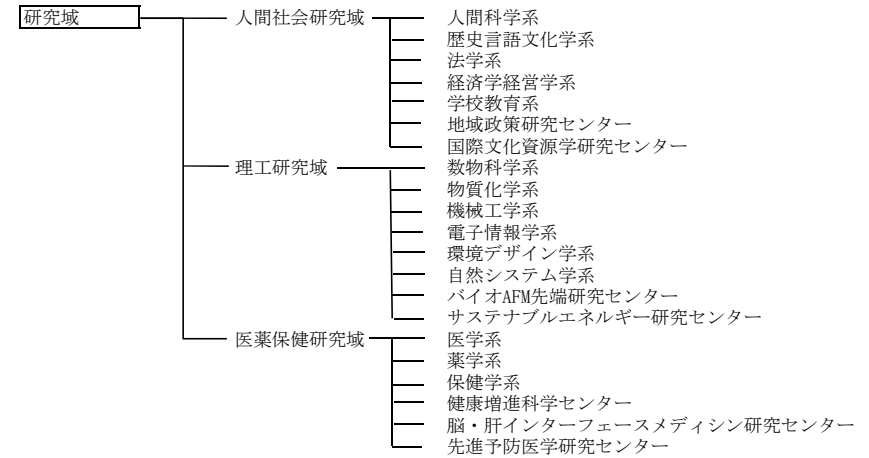 研究域
人間社会研究域
人間科学系
歴史言語文化学系
法学系
経済学経営学系
学校教育系
地域政策研究センター
国際文化資源学研究センター
理工研究域
数物科学系
物質化学系
機械工学系
電子情報学系
環境デザイン学系
自然システム学系
バイオAFM先端研究センター
サステナブルエネルギー研究センター
医薬保健研究域
医学系
薬学系
保健学系
健康増進科学センター
脳・肝インターフェースメディシン研究センター
先進予防医学研究センター